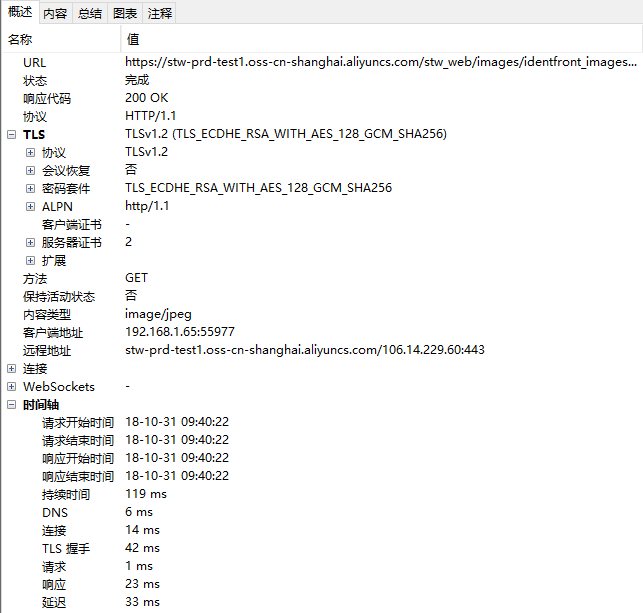 概述 内容 总结 图表 注释
名称 值
URL https://stw-prd-test1.oss-cn-shanghai.aliyuncs.com/stw_web/images/identfront_images...
状态 完成
响应代码 200 OK
协议 HTTP/1.1
TLS TLSv1.2 (TLS_ECDHE_RSA_WITH_AES_128_GCM_SHA256)
协议 TLSv1.2
会议恢复 否
密码套件 TLS_ECDHE_RSA_WITH_AES_128_GCM_SHA256
ALPN http/1.1
客户端证书 -
服务器证书 2
扩展
方法 GET
保持活动状态 否
内容类型 image/jpeg
客户端地址 192.168.1.65:55977
远程地址 stw-prd-test1.oss-cn-shanghai.aliyuncs.com/106.14.229.60:443
连接
WebSockets -
时间轴
请求开始时间 18-10-31 09:40:22
请求结束时间 18-10-31 09:40:22
响应开始时间 18-10-31 09:40:22
响应结束时间 18-10-31 09:40:22
持续时间 119 ms
DNS 6 ms
连接 14 ms
TLS 握手 42 ms
请求 1 ms
响应 23 ms
延迟 33 ms